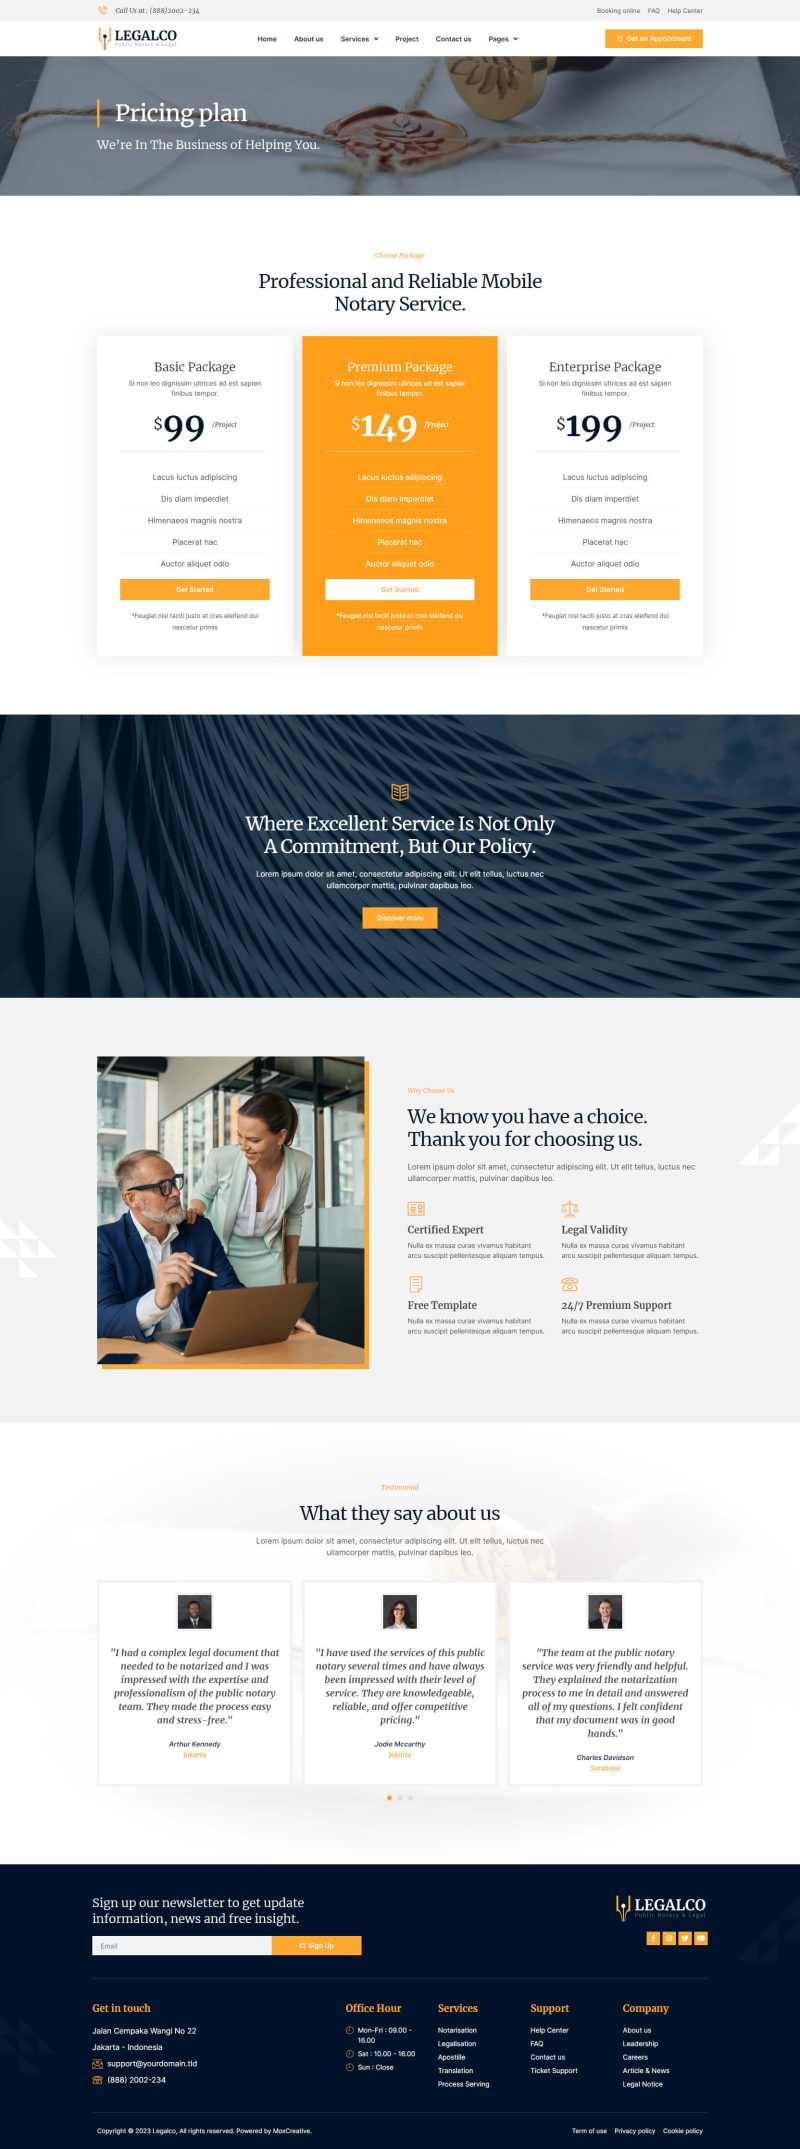 Call Us at : (888)2002-234
Booking online FAQ Help Center
LEGALCO
Public Notary & Legal
Home About us Services Project Contact us Pages
Get an Appointment
Pricing plan
We're In The Business of Helping You.
Choose Package
Professional and Reliable Mobile
Notary Service.
Basic Package
Si non leo dignissim ultrices ad est sapien
finibus tempor.
$99 /Project
Lacus luctus adipiscing
Dis diam imperdiet
Himenaeos magnis nostra
Placerat hac
Auctor aliquet odio
Get Started
*Feugiat nisl taciti justo at cras eleifend dui
nascetur primis
Premium Package
Si non leo dignissim ultrices ad est sapien
finibus tempor.
$149 /Project
Lacus luctus adipiscing
Dis diam imperdiet
Himenaeos magnis nostra
Placerat hac
Auctor aliquet odio
Get Started
*Feugiat nisl taciti justo at cras eleifend dui
nascetur primis
Enterprise Package
Si non leo dignissim ultrices ad est sapien
finibus tempor.
$199 /Project
Lacus luctus adipiscing
Dis diam imperdiet
Himenaeos magnis nostra
Placerat hac
Auctor aliquet odio
Get Started
*Feugiat nisl taciti justo at cras eleifend dui
nascetur primis
Where Excellent Service Is Not Only
A Commitment, But Our Policy.
Lorem ipsum dolor sit amet, consectetur adipiscing elit. Ut elit tellus, luctus nec
ullamcorper mattis, pulvinar dapibus leo.
Discover more
Why Choose Us
We know you have a choice.
Thank you for choosing us.
Lorem ipsum dolor sit amet, consectetur adipiscing elit. Ut elit tellus, luctus nec
ullamcorper mattis, pulvinar dapibus leo.
Certified Expert
Nulla ex massa curae vivamus habitant
arcu suscipit pellentesque aliquam tempus.
Legal Validity
Nulla ex massa curae vivamus habitant
arcu suscipit pellentesque aliquam tempus.
Free Template
Nulla ex massa curae vivamus habitant
arcu suscipit pellentesque aliquam tempus.
24/7 Premium Support
Nulla ex massa curae vivamus habitant
arcu suscipit pellentesque aliquam tempus.
Testimonial
What they say about us
Lorem ipsum dolor sit amet, consectetur adipiscing elit. Ut elit tellus, luctus nec
ullamcorper mattis, pulvinar dapibus leo.
"I had a complex legal document that
needed to be notarized and I was
impressed with the expertise and
professionalism of the public notary
team. They made the process easy
and stress-free."
Arthur Kennedy
Jakarta
"I have used the services of this public
notary several times and have always
been impressed with their level of
service. They are knowledgeable,
reliable, and offer competitive
pricing."
Jodie Mccarthy
Jakarta
"The team at the public notary
service was very friendly and helpful.
They explained the notarization
process to me in detail and answered
all of my questions. I felt confident
that my document was in good
hands."
Charles Davidson
Surabaya
Sign up our newsletter to get update
information, news and free insight.
Email
Sign Up
LEGALCO
Public Notary & Legal
Get in touch
Jalan Cempaka Wangi No 22
Jakarta - Indonesia
support@yourdomain.tld
(888) 2002-234
Office Hour
Mon-Fri : 09.00 -
16.00
Sat : 10.00 - 16.00
Sun : Close
Services
Notarisation
Legalisation
Apostille
Translation
Process Serving
Support
Help Center
FAQ
Contact us
Ticket Support
Company
About us
Leadership
Careers
Article & News
Legal Notice
Copyright © 2023 Legalco, All rights reserved. Powered by MoxCreative.
Term of use Privacy policy Cookie policy